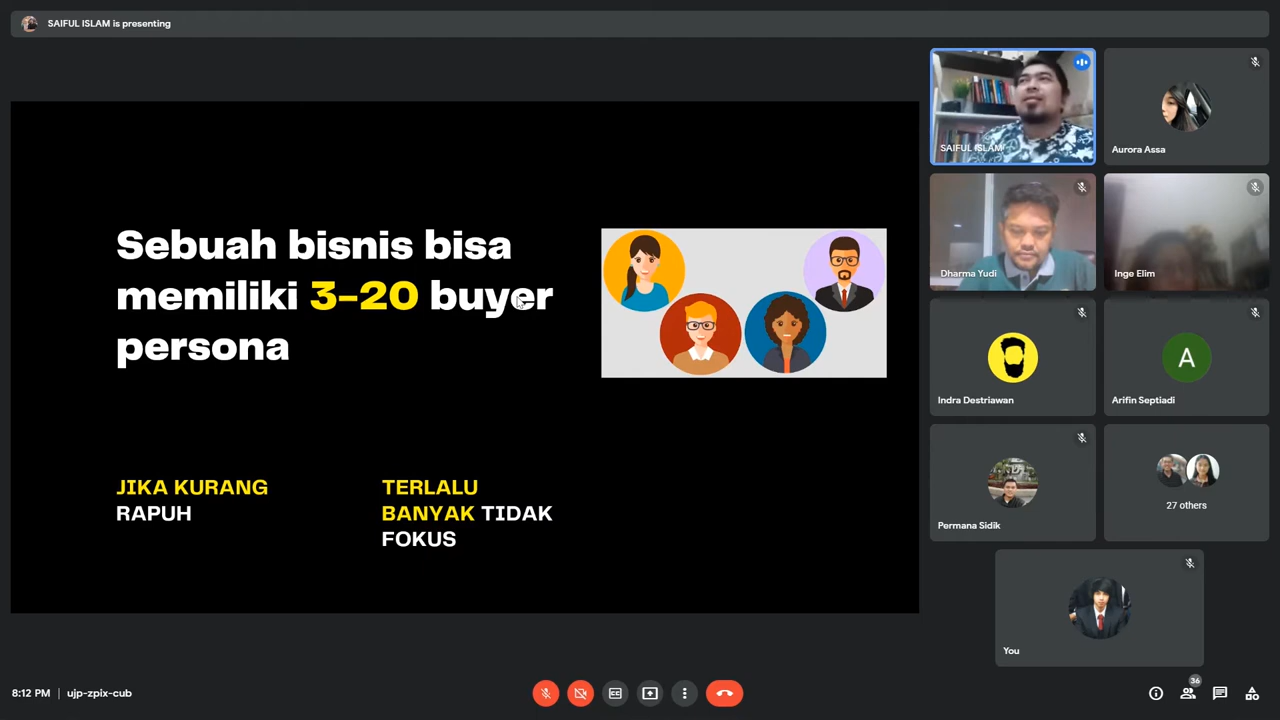 SAIFUL ISLAM is presenting
Sebuah bisnis bisa
memiliki 3–20 buyer
persona
JIKA KURANG
RAPUH
TERLALU
BANYAK TIDAK
FOKUS
SAIFUL ISLAM
Aurora Assa
Dharma Yudi
Inge Elim
Indra Destriawan
A
Arifin Septiadi
Permana Sidik
27 others
You
8:12 PM | ujp-zpix-cub
36